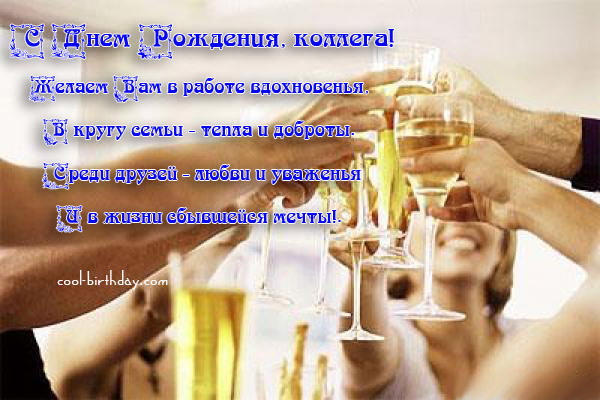 С Днем Рождения, коллега!
Желаем Вам в работе вдохновенья,
В кругу семьи - тепла и доброты.
Среди друзей - любви и уваженья
И в жизни сбывшейся мечты!.
cool-birthday.com